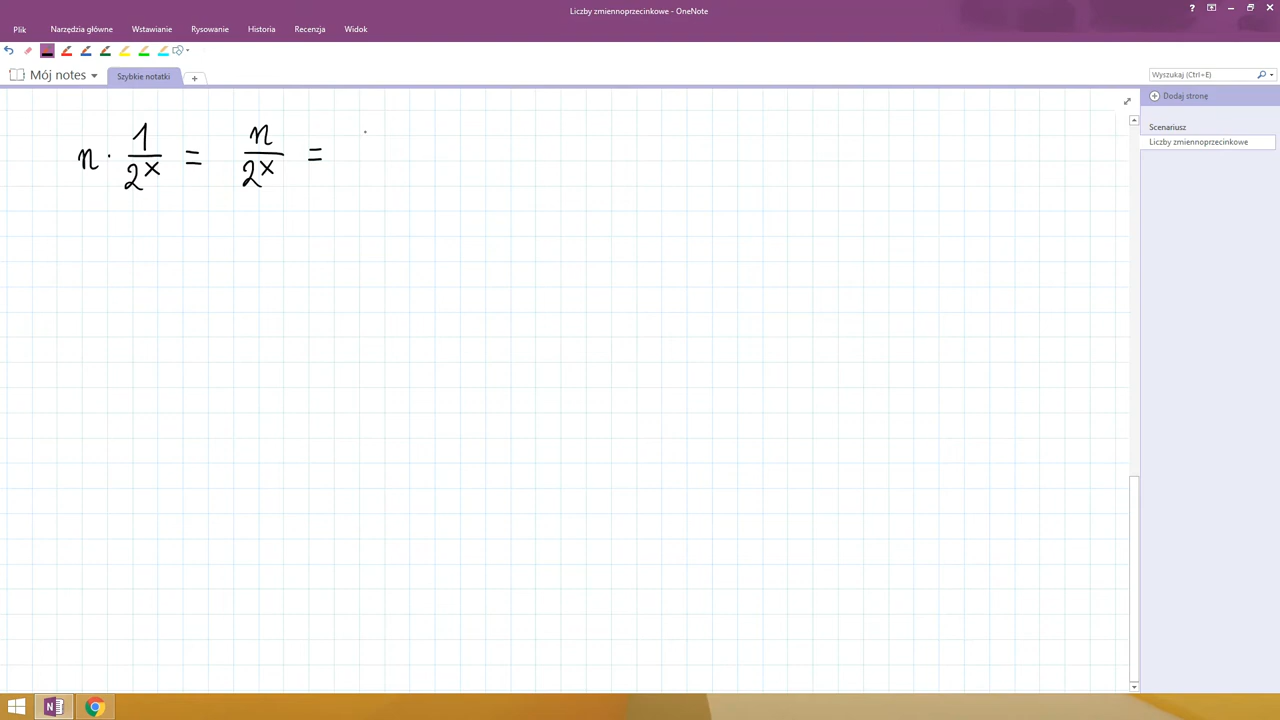 Liczby zmiennoprzecinkowe - OneNote
?
Plik Narzędzia główne Wstawianie Rysowanie Historia Recenzja Widok
Mój notes Szybkie notatki + Wyszukaj (Ctrl+E)
Dodaj stronę
Scenariusz
Liczby zmiennoprzecinkowe
n · 1/2^x = n/2^x =